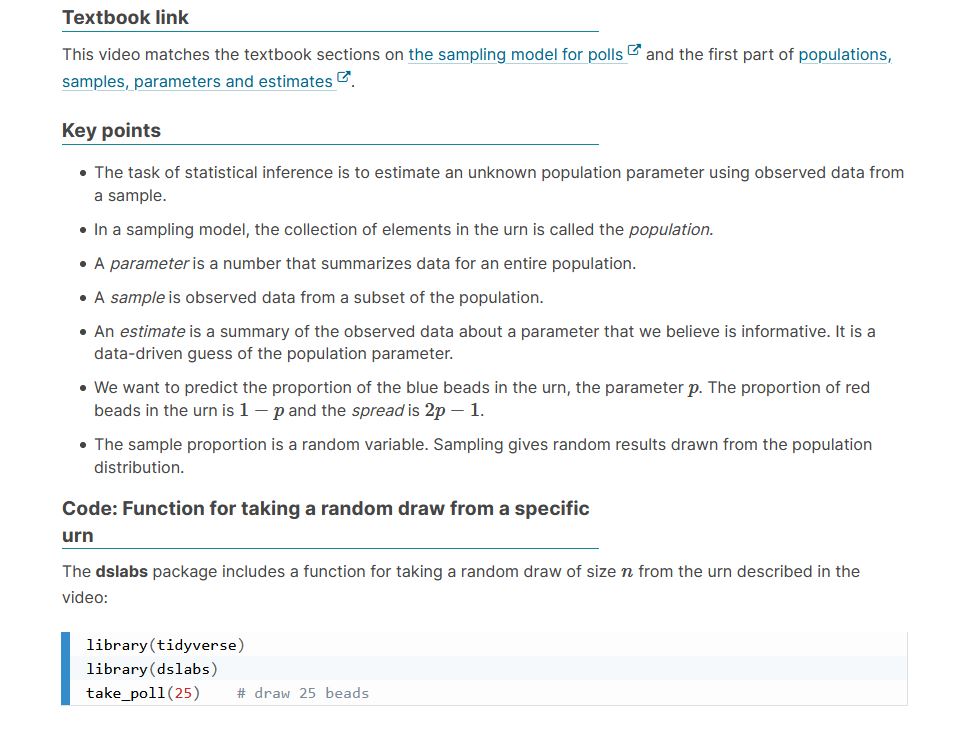 Textbook link
This video matches the textbook sections on the sampling model for polls and the first part of populations,
samples, parameters and estimates.
Key points
• The task of statistical inference is to estimate an unknown population parameter using observed data from
a sample.
• In a sampling model, the collection of elements in the urn is called the population.
• A parameter is a number that summarizes data for an entire population.
• A sample is observed data from a subset of the population.
• An estimate is a summary of the observed data about a parameter that we believe is informative. It is a
data-driven guess of the population parameter.
• We want to predict the proportion of the blue beads in the urn, the parameter p. The proportion of red
beads in the urn is 1 − p and the spread is 2p − 1.
• The sample proportion is a random variable. Sampling gives random results drawn from the population
distribution.
Code: Function for taking a random draw from a specific
urn
The dslabs package includes a function for taking a random draw of size n from the urn described in the
video:
library(tidyverse)
library(dslabs)
take_poll(25)    # draw 25 beads